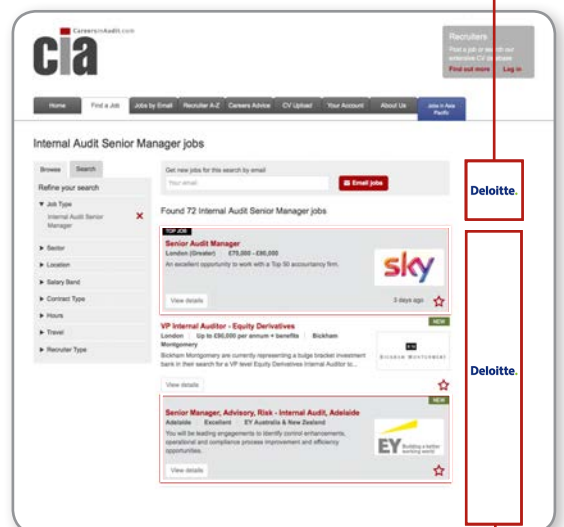 CareersinAudit.com
cia
Recruiters
Post a job or search our
extensive CV database
Find out more Log in
Home Find a Job Jobs by Email Recruiter A-Z Careers Advice CV Upload Your Account About Us Jobs in Asia Pacific
Internal Audit Senior Manager jobs
Browse Search
Refine your search
Job Type
Internal Audit Senior
Manager
Sector
Location
Salary Band
Contract Type
Hours
Travel
Recruiter Type
Get new jobs for this search by email
Your email
Email jobs
Found 72 Internal Audit Senior Manager jobs
TOP JOB
Senior Audit Manager
London (Greater) £70,000 - £80,000
An excellent opportunity to work with a Top 50 accountancy firm.
sky
View details
3 days ago
NEW
VP Internal Auditor - Equity Derivatives
London Up to £90,000 per annum + benefits Bickham
Montgomery
Bickham Montgomery are currently representing a bulge bracket investment
bank in their search for a VP level Equity Derivatives Internal Auditor to...
BM
BICKHAM MONTGOMERY
View details
NEW
Senior Manager, Advisory, Risk - Internal Audit, Adelaide
Adelaide Excellent EY Australia & New Zealand
You will be leading engagements to identify control enhancements,
operational and compliance process improvement and efficiency
opportunities.
EY Building a better
working world
View details
Deloitte.
Deloitte.